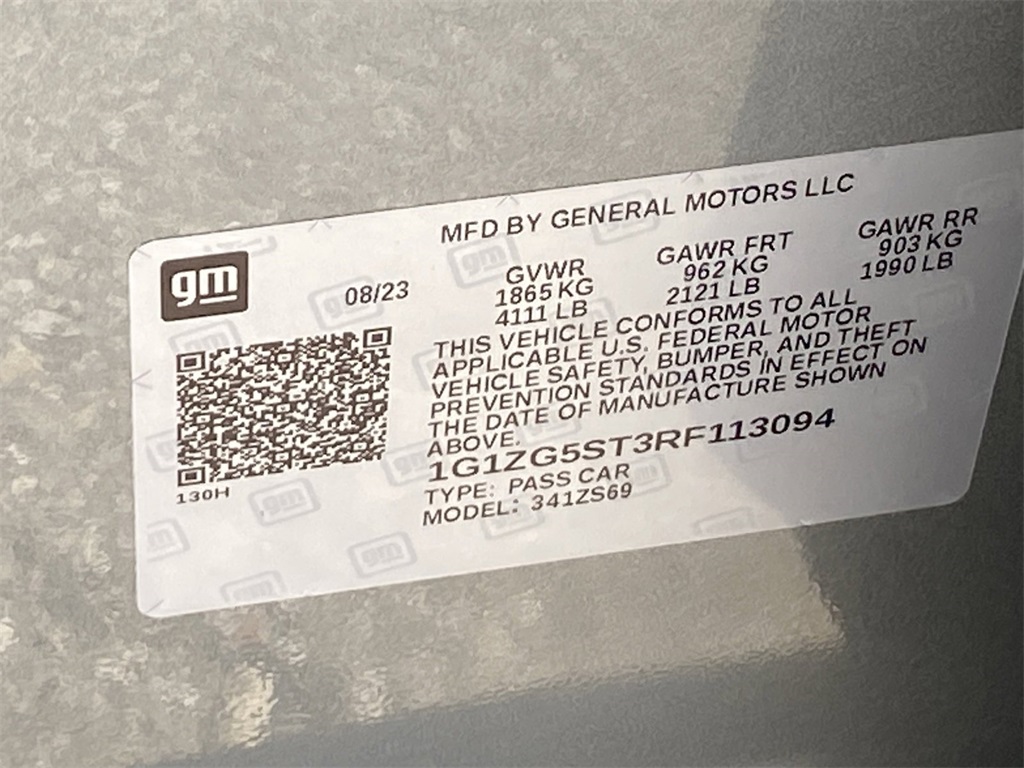 MFD BY GENERAL MOTORS LLC
gm
08/23
GVWR GAWR FRT GAWR RR
1865 KG 962 KG 903 KG
4111 LB 2121 LB 1990 LB
THIS VEHICLE CONFORMS TO ALL
APPLICABLE U.S. FEDERAL MOTOR
VEHICLE SAFETY, BUMPER, AND THEFT
PREVENTION STANDARDS IN EFFECT ON
THE DATE OF MANUFACTURE SHOWN
ABOVE.
1G1ZG5ST3RF113094
130H
TYPE: PASS CAR
MODEL: 341ZS69